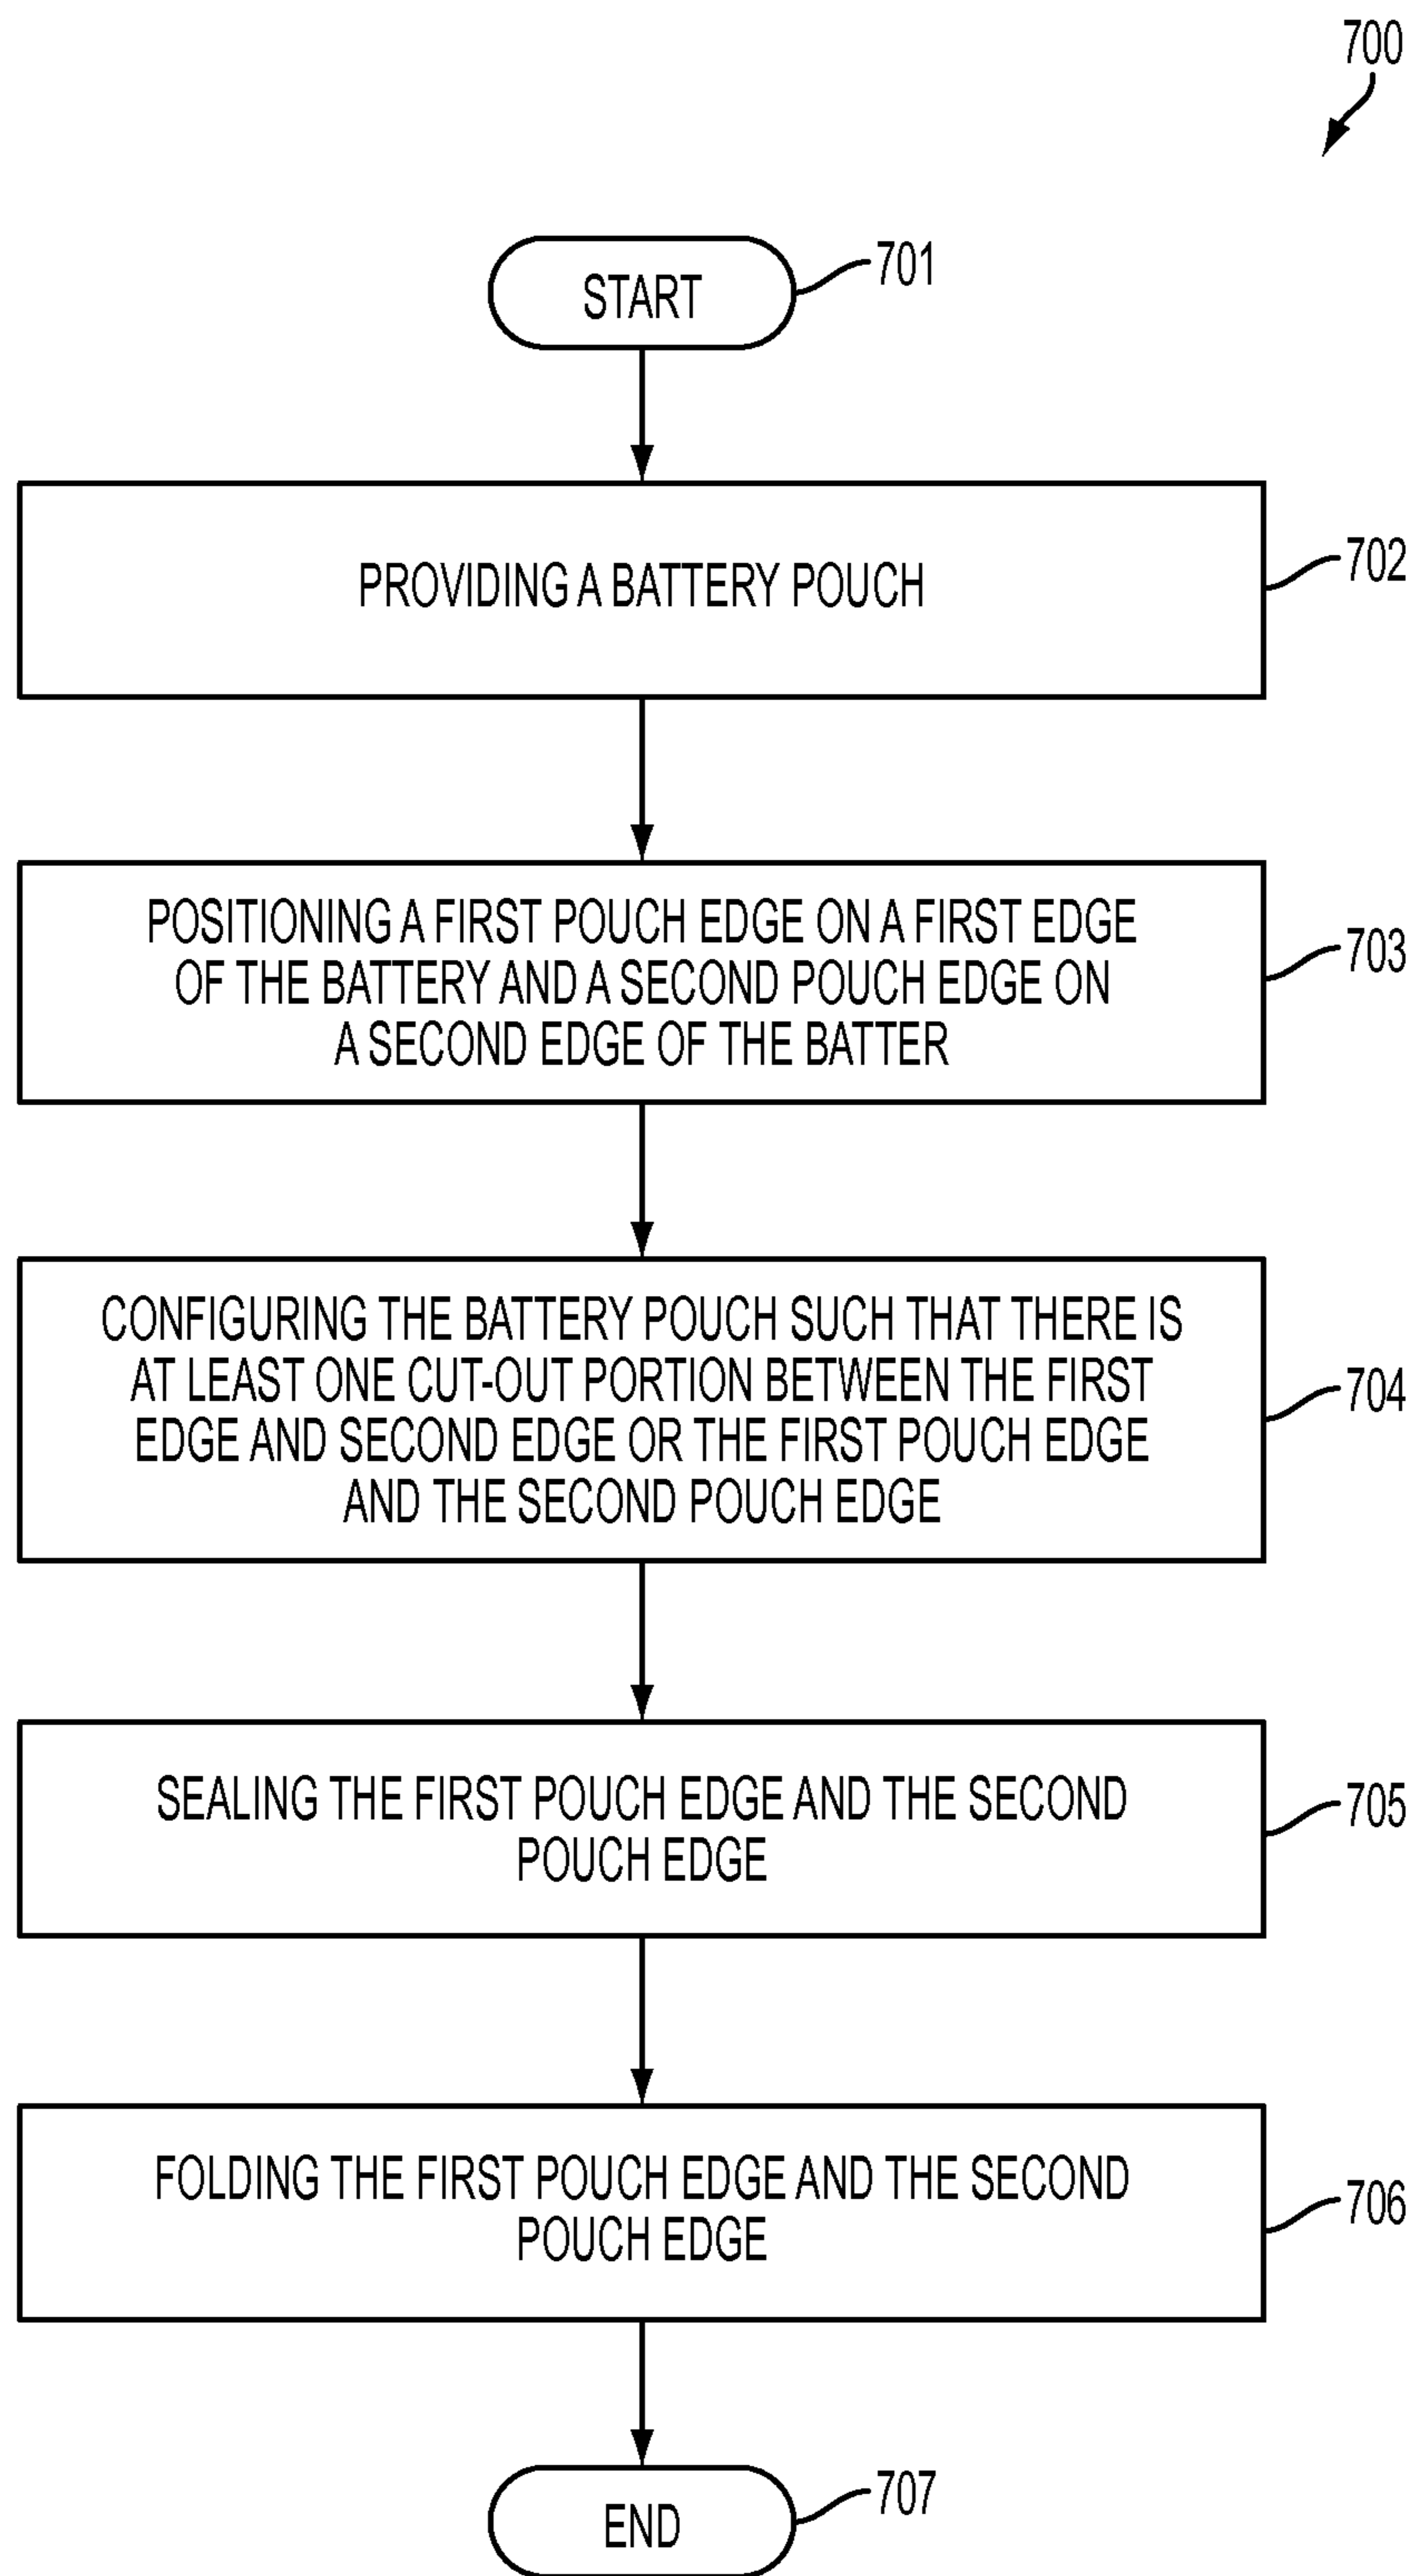 700
START
701
PROVIDING A BATTERY POUCH
702
POSITIONING A FIRST POUCH EDGE ON A FIRST EDGE
OF THE BATTERY AND A SECOND POUCH EDGE ON
A SECOND EDGE OF THE BATTER
703
CONFIGURING THE BATTERY POUCH SUCH THAT THERE IS
AT LEAST ONE CUT-OUT PORTION BETWEEN THE FIRST
EDGE AND SECOND EDGE OR THE FIRST POUCH EDGE
AND THE SECOND POUCH EDGE
704
SEALING THE FIRST POUCH EDGE AND THE SECOND
POUCH EDGE
705
FOLDING THE FIRST POUCH EDGE AND THE SECOND
POUCH EDGE
706
END
707